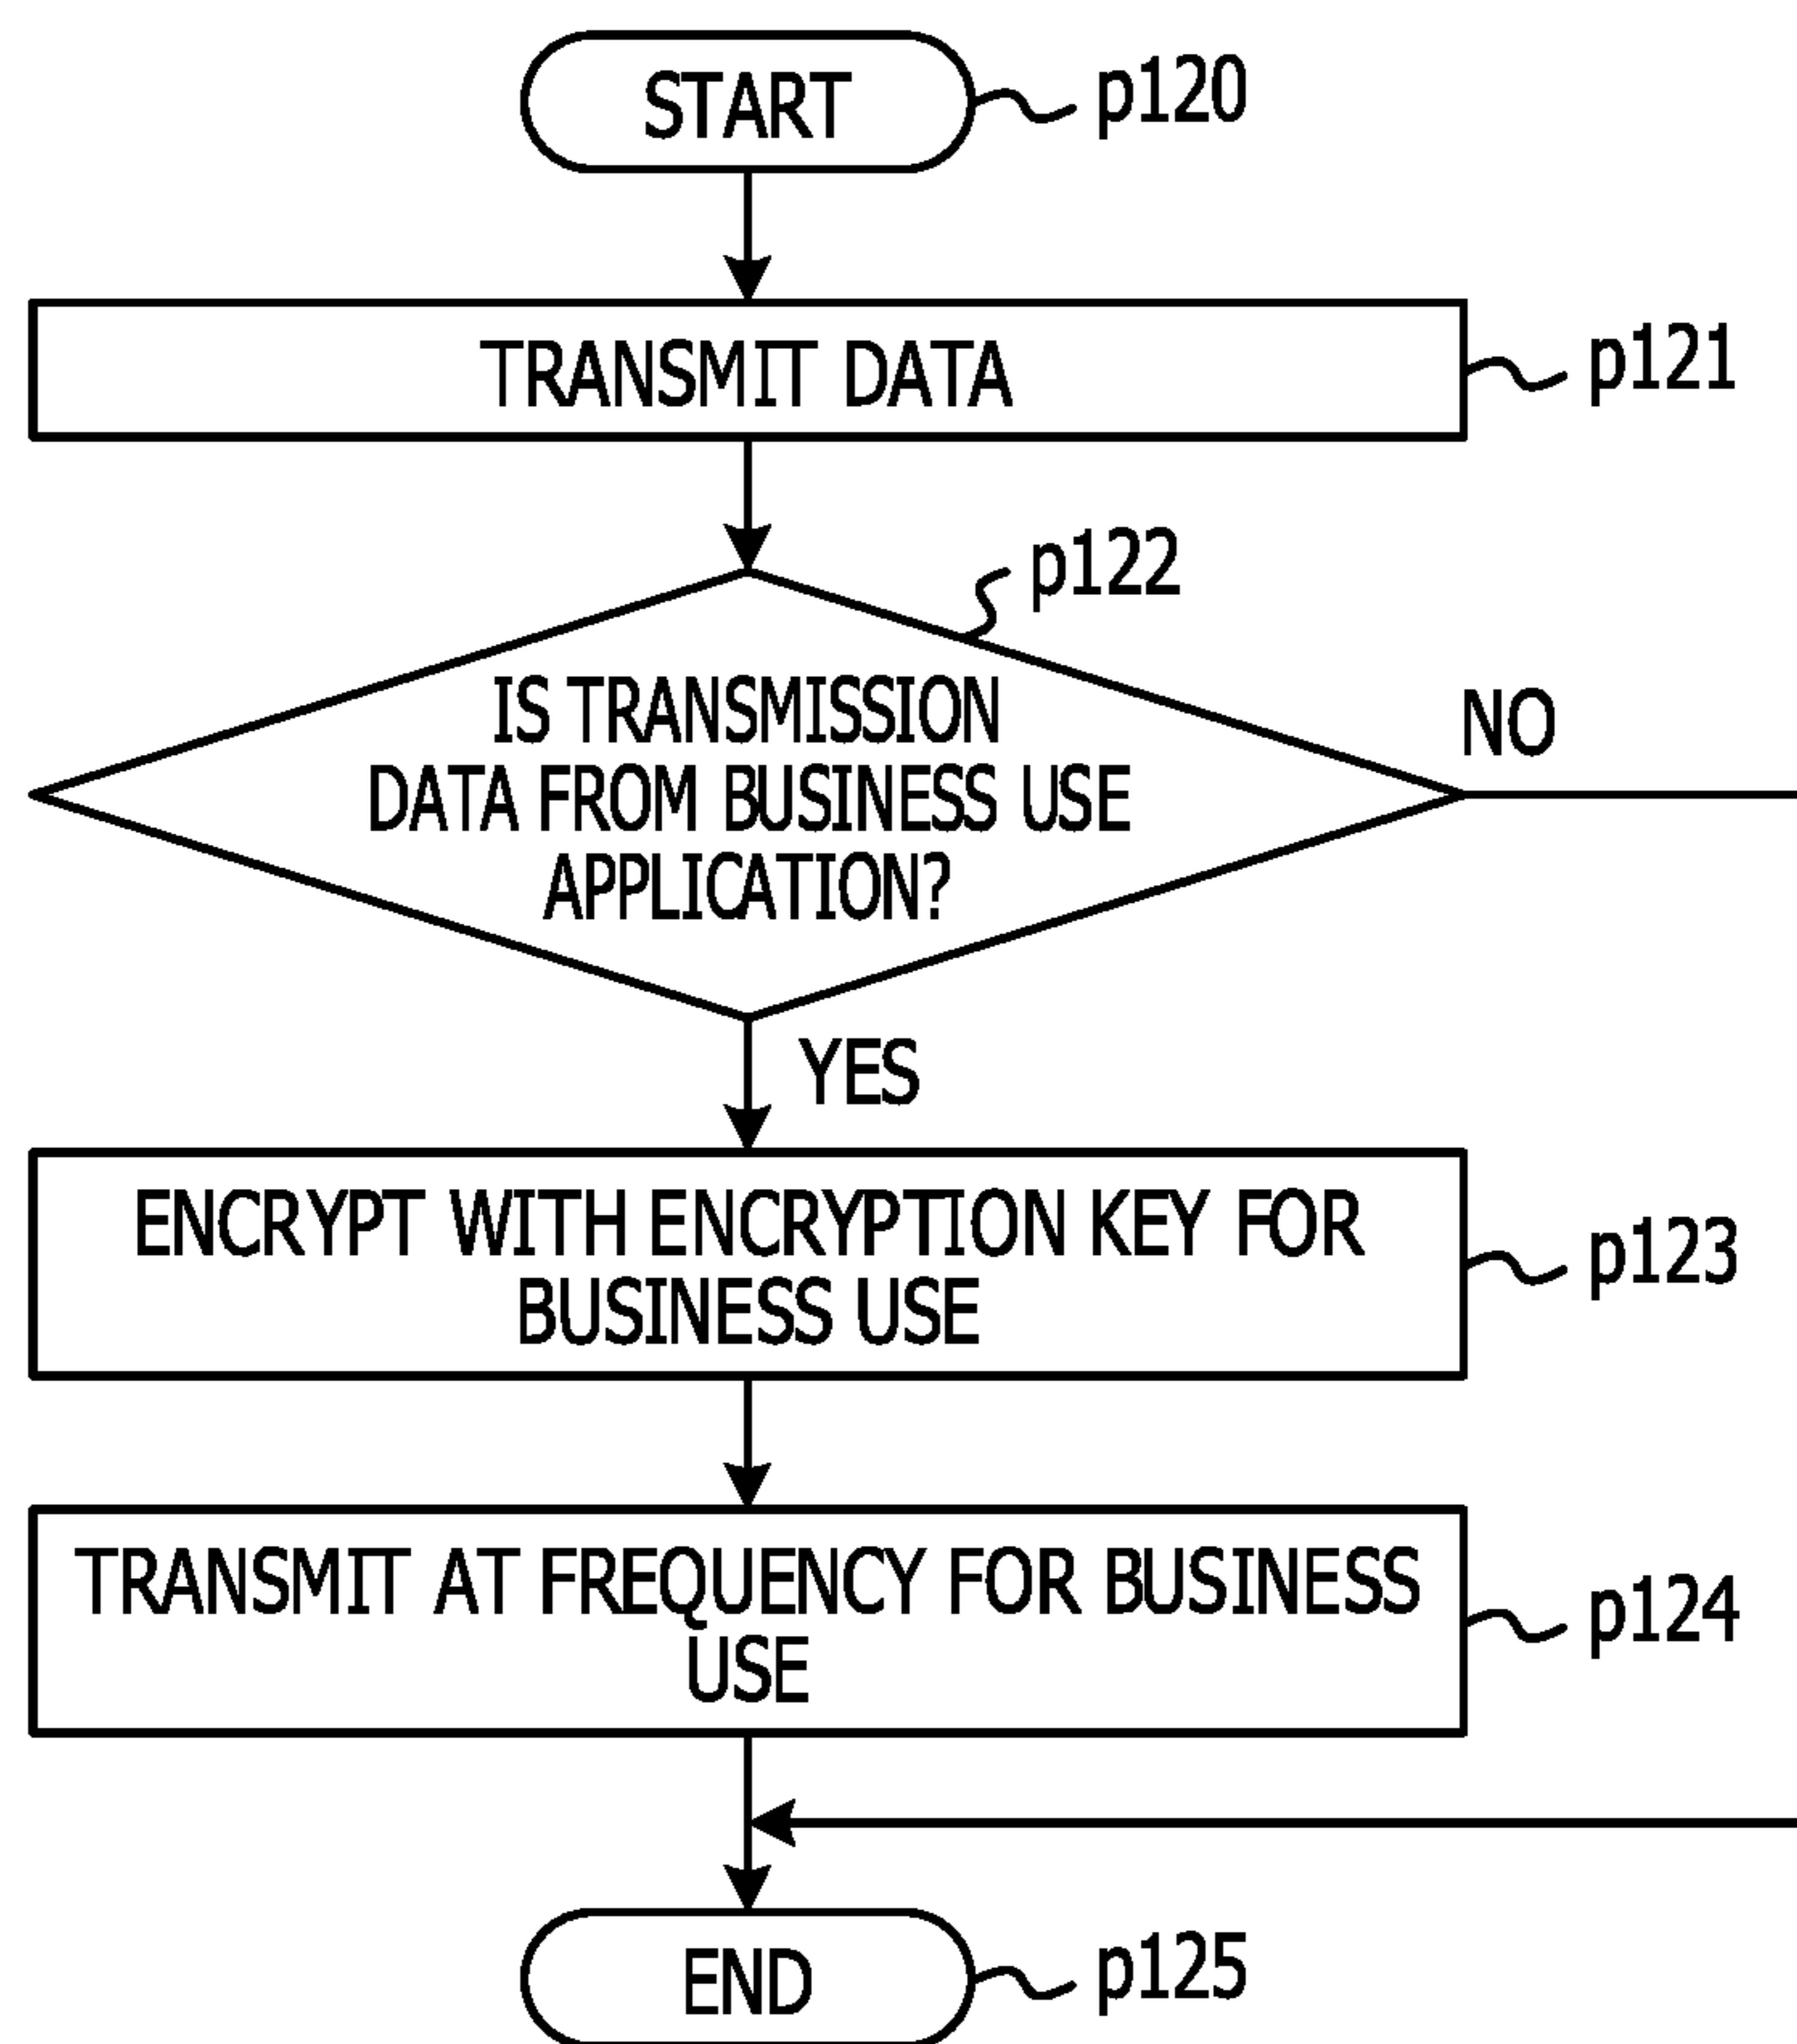 START
p120
TRANSMIT DATA
p121
p122
IS TRANSMISSION
DATA FROM BUSINESS USE
APPLICATION?
NO
YES
ENCRYPT WITH ENCRYPTION KEY FOR
BUSINESS USE
p123
TRANSMIT AT FREQUENCY FOR BUSINESS
USE
p124
END
p125